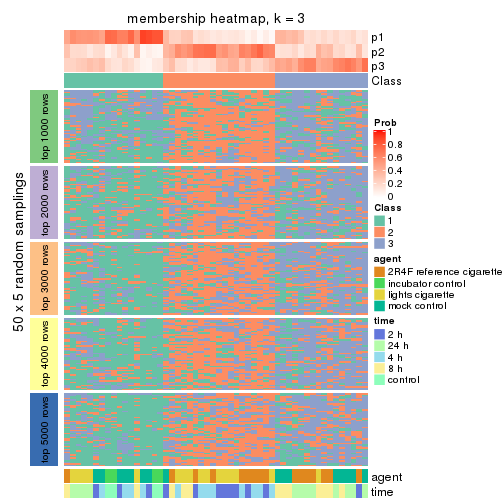 membership heatmap, k = 3
p1
p2
p3
Class
50 x 5 random samplings
top 1000 rows
top 2000 rows
top 3000 rows
top 4000 rows
top 5000 rows
Prob
1
0.8
0.6
0.4
0.2
0
Class
1
2
3
agent
2R4F reference cigarette
incubator control
lights cigarette
mock control
time
2 h
24 h
4 h
8 h
control
agent
time